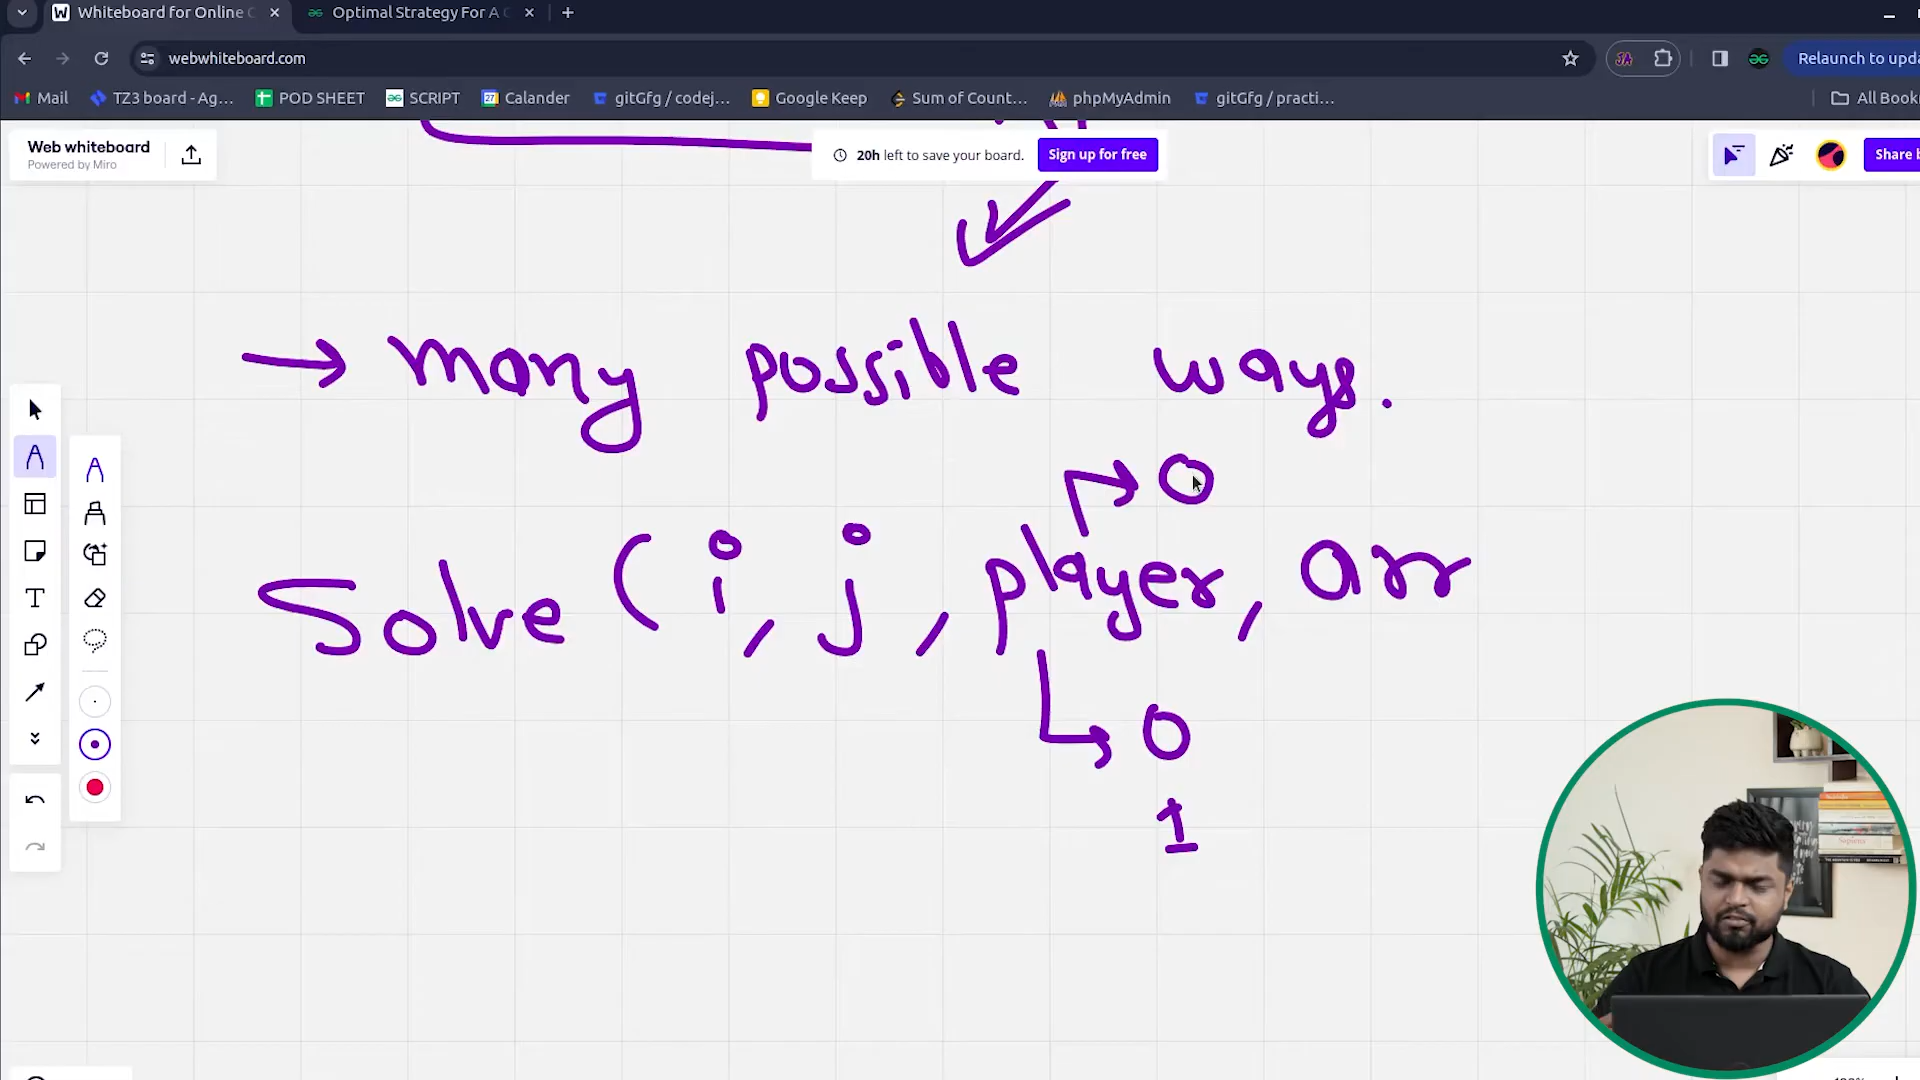 Whiteboard for Online C
Optimal Strategy For A G
webwhiteboard.com
Relaunch to upda
Mail
TZ3 board - Ag...
POD SHEET
SCRIPT
Calander
gitGfg / codej...
Google Keep
Sum of Count...
phpMyAdmin
gitGfg / practi...
All Book
Web whiteboard
Powered by Miro
20h left to save your board.
Sign up for free
Share b
→ many possible ways.
0
Solve ( i, j, player, arr
0
1